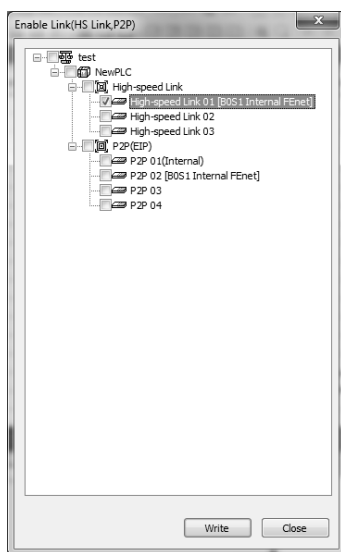 Enable Link(HS Link,P2P)
test
NewPLC
High-speed Link
High-speed Link 01 [B0S1 Internal FEnet]
High-speed Link 02
High-speed Link 03
P2P(EIP)
P2P 01(Internal)
P2P 02 [B0S1 Internal FEnet]
P2P 03
P2P 04
Write
Close